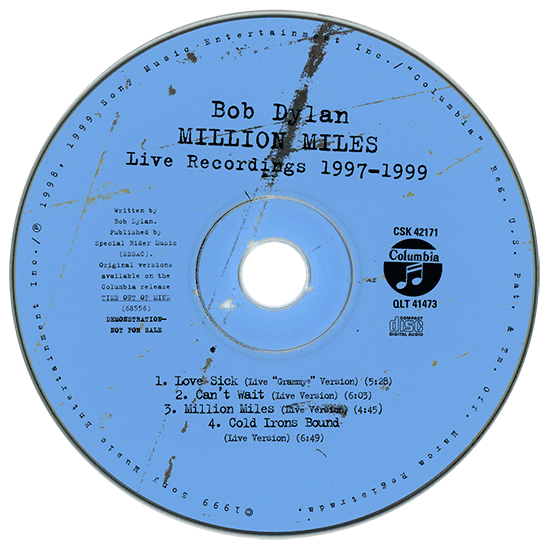 Bob Dylan
MILLION MILES
Live Recordings 1997-1999
Written by
Bob Dylan.
Published by
Special Rider Music
(SESAC).
Original versions
available on the
Columbia release
TIME OUT OF MIND
(68556)
DEMONSTRATION—
NOT FOR SALE
CSK 42171
Columbia
QLT 41473
COMPACT
disc
DIGITAL AUDIO
1. Love Sick (Live "Grammy®" Version) (5:28)
2. Can't Wait (Live Version) (6:03)
3. Million Miles (Live Version) (4:45)
4. Cold Irons Bound
(Live Version) (6:49)
©1999 Sony Music Entertainment Inc./℗ 1998, 1999 Sony Music Entertainment Inc./"Columbia" Reg. U.S. Pat. & Tm. Off. Marca Registrada.